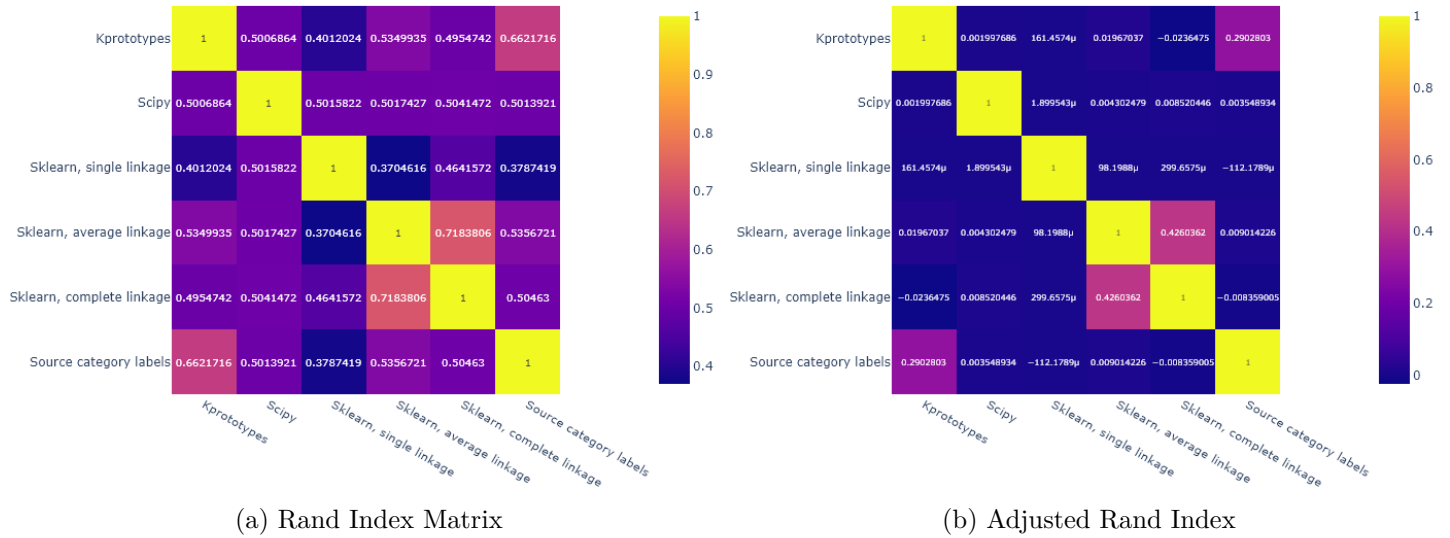 Kprototypes 1 0.5006864 0.4012024 0.5349935 0.4954742 0.6621716
Scipy 0.5006864 1 0.5015822 0.5017427 0.5041472 0.5013921
Sklearn, single linkage 0.4012024 0.5015822 1 0.3704616 0.4641572 0.3787419
Sklearn, average linkage 0.5349935 0.5017427 0.3704616 1 0.7183806 0.5356721
Sklearn, complete linkage 0.4954742 0.5041472 0.4641572 0.7183806 1 0.50463
Source category labels 0.6621716 0.5013921 0.3787419 0.5356721 0.50463 1
Kprototypes
Scipy
Sklearn, single linkage
Sklearn, average linkage
Sklearn, complete linkage
Source category labels
1
0.9
0.8
0.7
0.6
0.5
0.4
(a) Rand Index Matrix
Kprototypes 1 0.001997686 161.4574μ 0.01967037 −0.0236475 0.2902803
Scipy 0.001997686 1 1.899543μ 0.004302479 0.008520446 0.003548934
Sklearn, single linkage 161.4574μ 1.899543μ 1 98.1988μ 299.6575μ −112.1789μ
Sklearn, average linkage 0.01967037 0.004302479 98.1988μ 1 0.4260362 0.009014226
Sklearn, complete linkage −0.0236475 0.008520446 299.6575μ 0.4260362 1 −0.008359005
Source category labels 0.2902803 0.003548934 −112.1789μ 0.009014226 −0.008359005 1
Kprototypes
Scipy
Sklearn, single linkage
Sklearn, average linkage
Sklearn, complete linkage
Source category labels
1
0.8
0.6
0.4
0.2
0
(b) Adjusted Rand Index